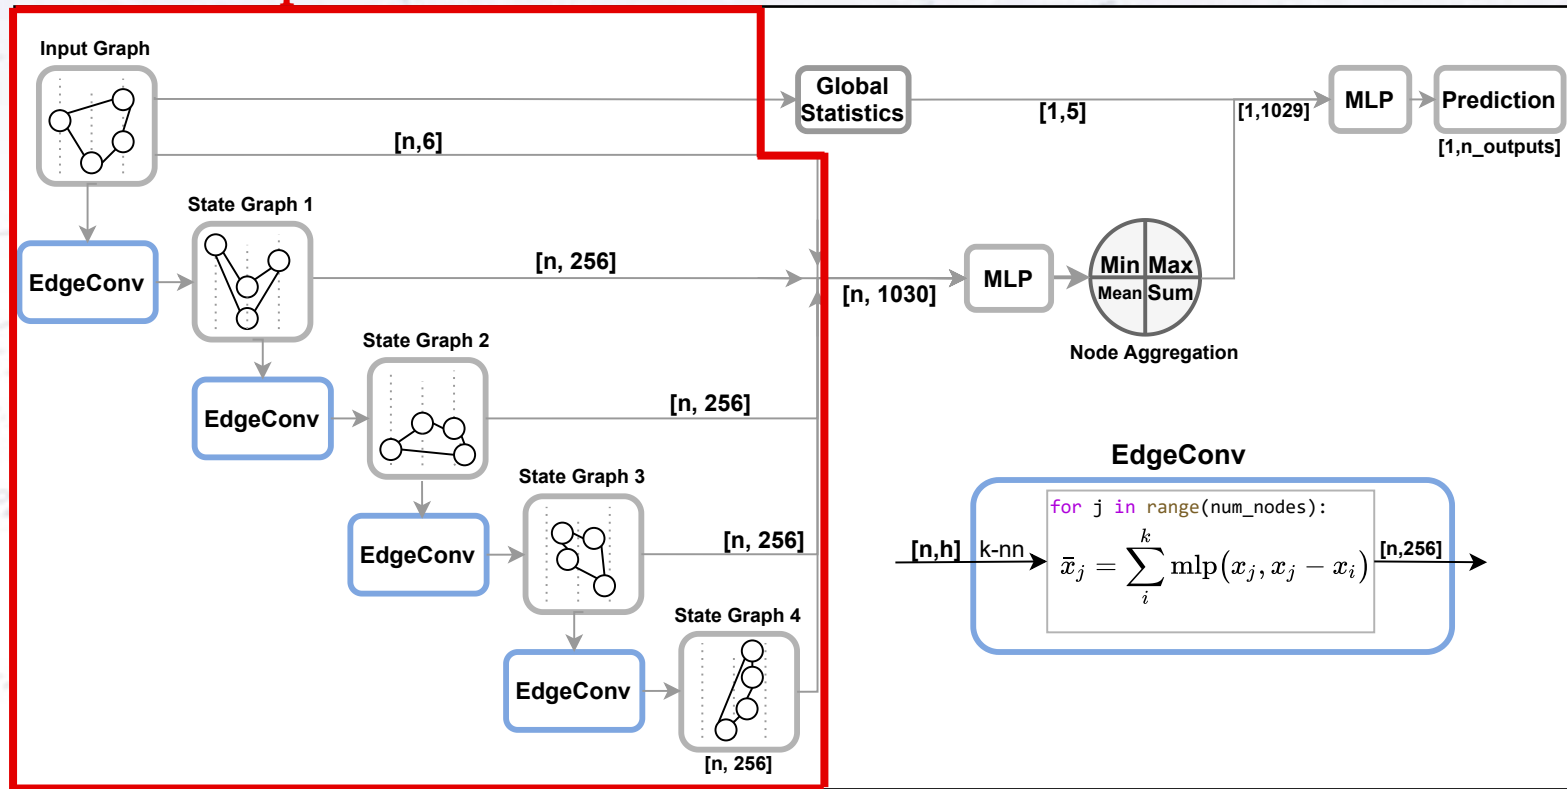 Input Graph
Global
Statistics
[1,5]
[1,1029]
MLP
Prediction
[1,n_outputs]
[n,6]
State Graph 1
EdgeConv
[n, 256]
[n, 1030]
MLP
Min Max
Mean Sum
Node Aggregation
State Graph 2
EdgeConv
[n, 256]
State Graph 3
EdgeConv
[n, 256]
State Graph 4
EdgeConv
[n, 256]
EdgeConv
for j in range(num_nodes):
[n,h] k-nn
x̄_j = ∑_i^k mlp(x_j, x_j − x_i)
[n,256]